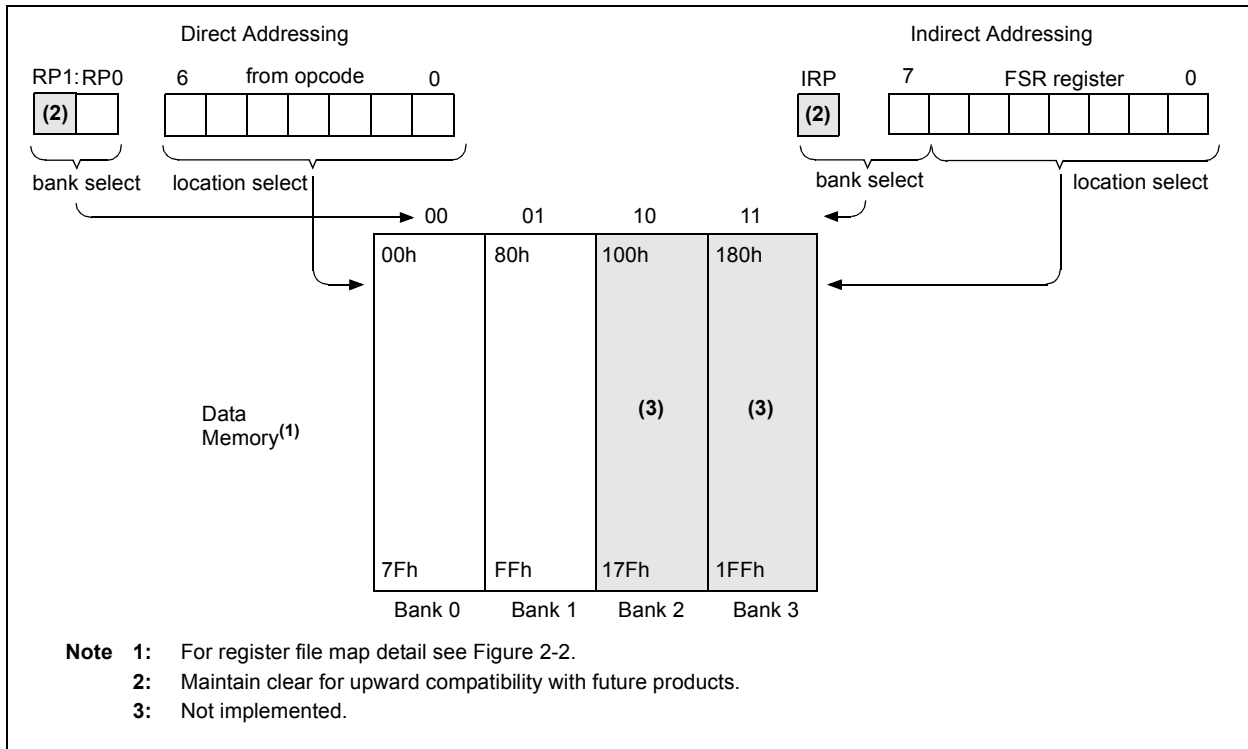 Direct Addressing
Indirect Addressing
RP1:RP0
6 from opcode 0
IRP
7 FSR register 0
(2)
(2)
bank select
location select
bank select
location select
00 01 10 11
00h 80h 100h 180h
(3) (3)
Data
Memory(1)
7Fh FFh 17Fh 1FFh
Bank 0 Bank 1 Bank 2 Bank 3
Note 1: For register file map detail see Figure 2-2.
2: Maintain clear for upward compatibility with future products.
3: Not implemented.